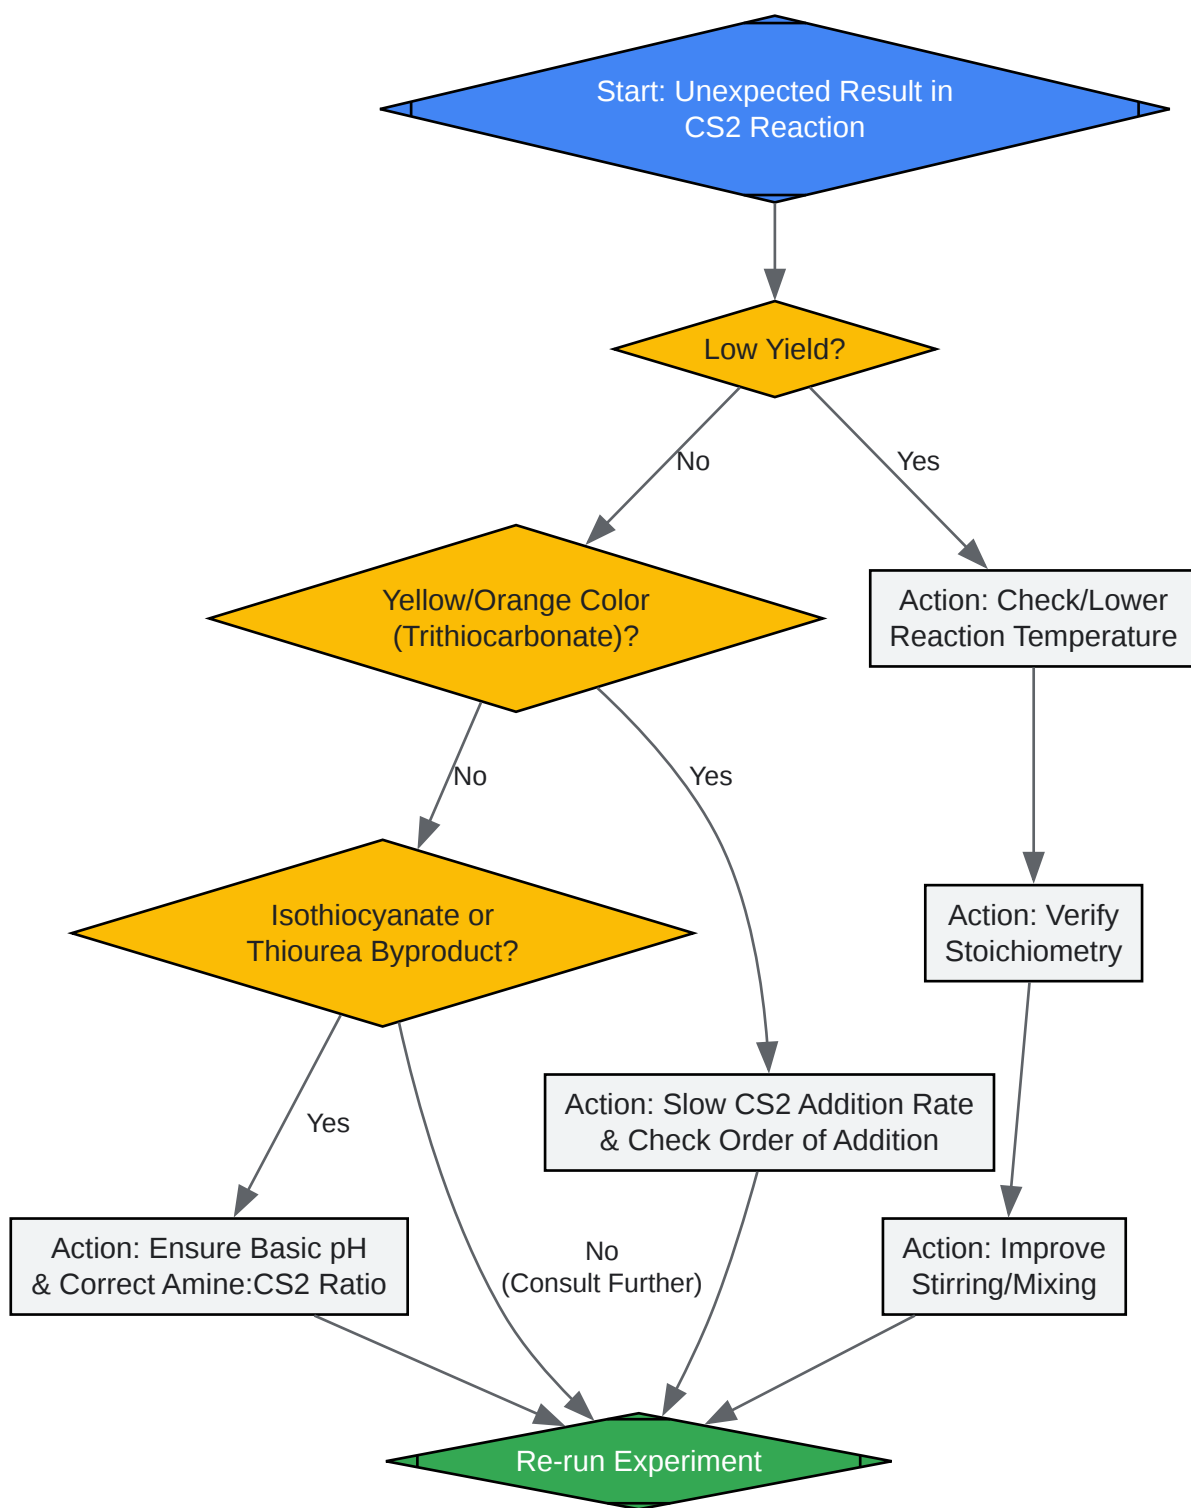 Start: Unexpected Result in
CS2 Reaction
Low Yield?
No
Yes
Yellow/Orange Color
(Trithiocarbonate)?
Action: Check/Lower
Reaction Temperature
No
Yes
Isothiocyanate or
Thiourea Byproduct?
Action: Verify
Stoichiometry
Action: Slow CS2 Addition Rate
& Check Order of Addition
Yes
Action: Ensure Basic pH
& Correct Amine:CS2 Ratio
No
(Consult Further)
Action: Improve
Stirring/Mixing
Re-run Experiment